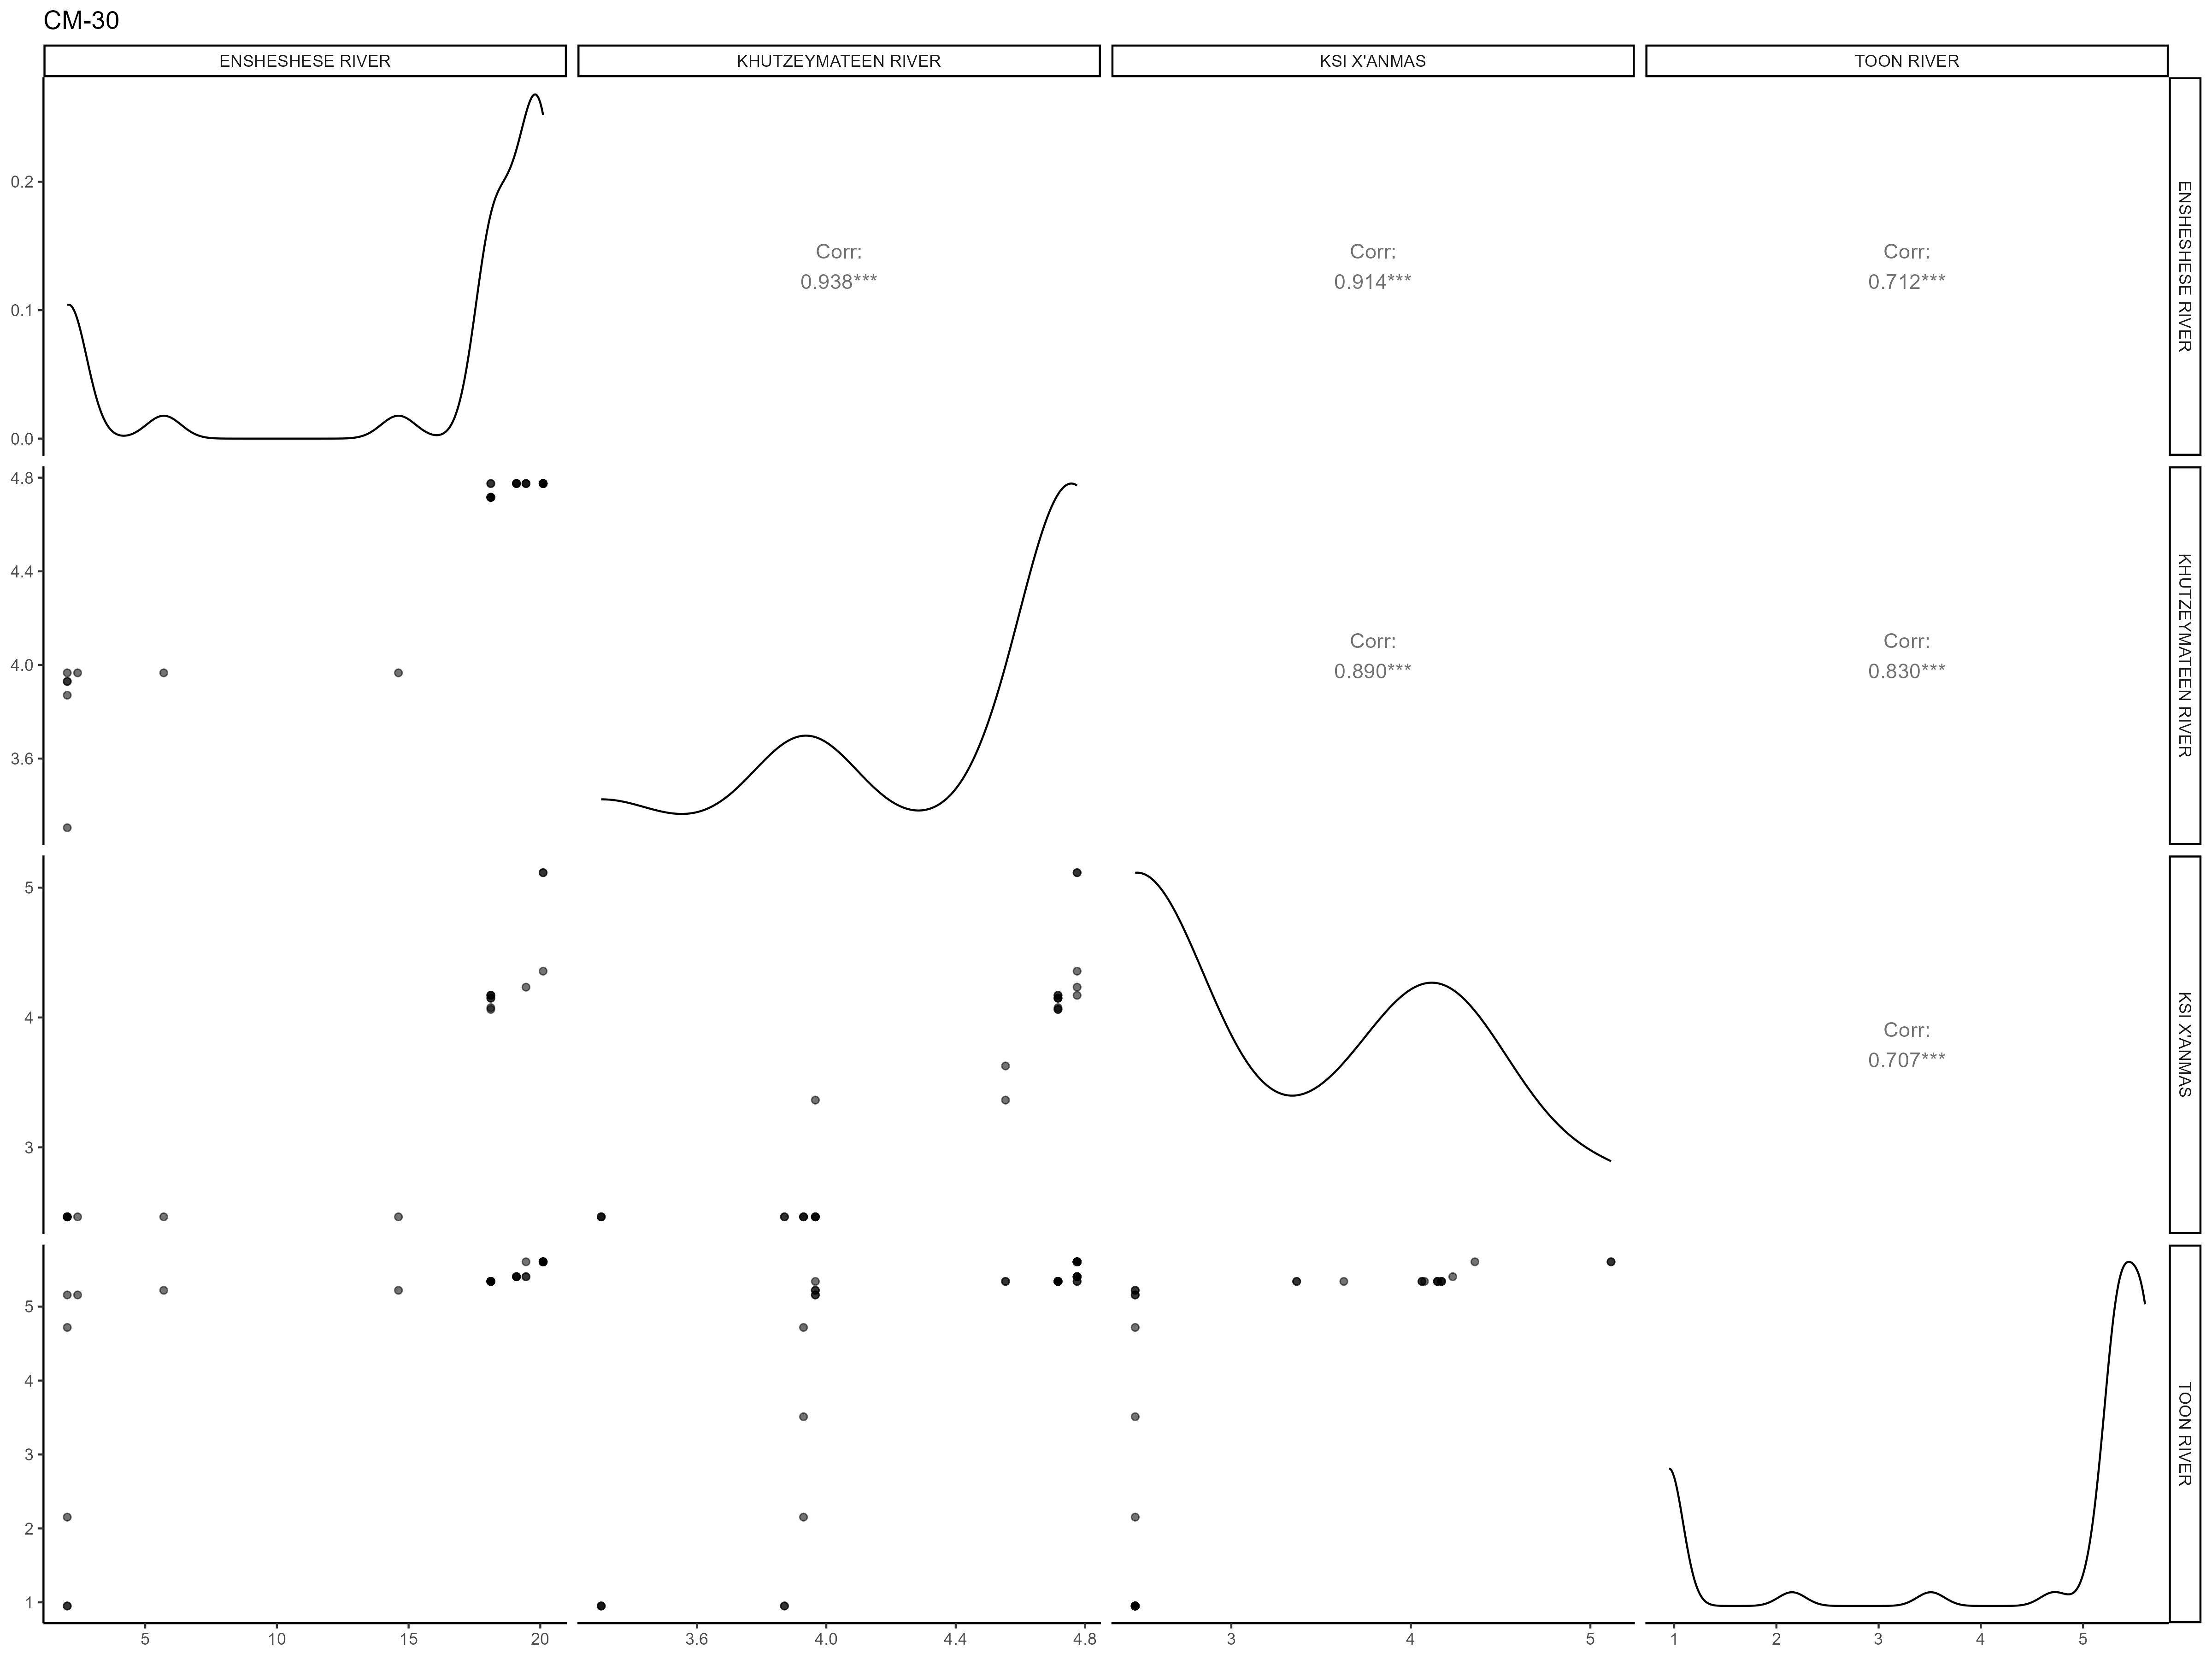 CM-30
ENSHESHESE RIVER
KHUTZEYMATEEN RIVER
KSI X'ANMAS
TOON RIVER
0.2
0.1
0.0
Corr:
0.938***
Corr:
0.914***
Corr:
0.712***
ENSHESHESE RIVER
4.8
4.4
4.0
3.6
Corr:
0.890***
Corr:
0.830***
KHUTZEYMATEEN RIVER
5
4
3
Corr:
0.707***
KSI X'ANMAS
5
4
3
2
1
TOON RIVER
5
10
15
20
3.6
4.0
4.4
4.8
3
4
5
1
2
3
4
5